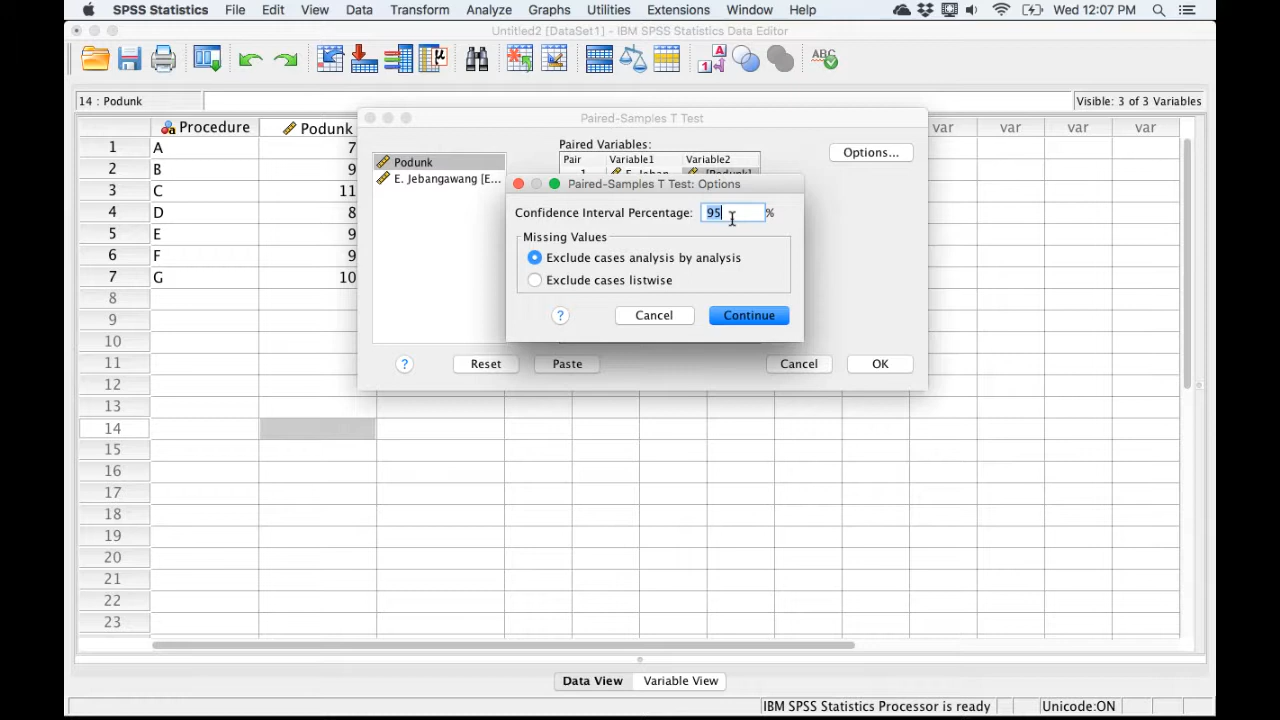 SPSS Statistics File Edit View Data Transform Analyze Graphs Utilities Extensions Window Help Wed 12:07 PM
Untitled2 [DataSet1] - IBM SPSS Statistics Data Editor
14 : Podunk
Visible: 3 of 3 Variables
Procedure Podunk var var var var
1 A 7
2 B 9
3 C 11
4 D 8
5 E 9
6 F 9
7 G 10
8
9
10
11
12
13
14
15
16
17
18
19
20
21
22
23
Paired-Samples T Test
Podunk
E. Jebangawang [E...
Paired Variables:
Pair Variable1 Variable2
Options...
Reset Paste Cancel OK
Paired-Samples T Test: Options
Confidence Interval Percentage: 95 %
Missing Values
Exclude cases analysis by analysis
Exclude cases listwise
? Cancel Continue
?
Data View Variable View
IBM SPSS Statistics Processor is ready Unicode:ON